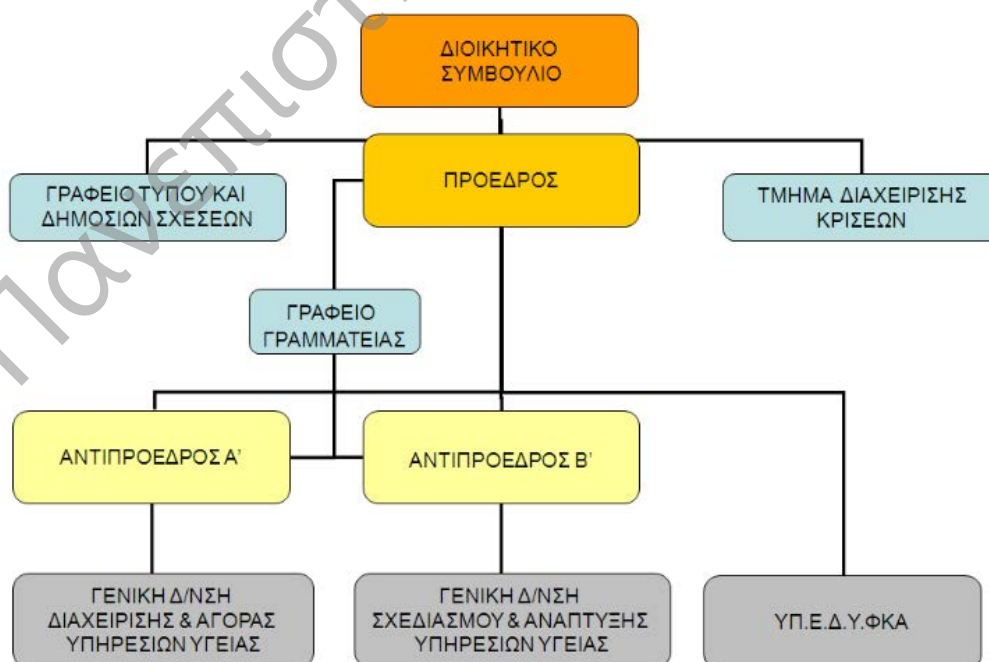 ΔΙΟΙΚΗΤΙΚΟ
ΣΥΜΒΟΥΛΙΟ
ΠΡΟΕΔΡΟΣ
ΓΡΑΦΕΙΟ ΤΥΠΟΥ ΚΑΙ
ΔΗΜΟΣΙΩΝ ΣΧΕΣΕΩΝ
ΤΜΗΜΑ ΔΙΑΧΕΙΡΙΣΗΣ
ΚΡΙΣΕΩΝ
ΓΡΑΦΕΙΟ
ΓΡΑΜΜΑΤΕΙΑΣ
ΑΝΤΙΠΡΟΕΔΡΟΣ Α'
ΑΝΤΙΠΡΟΕΔΡΟΣ Β'
ΓΕΝΙΚΗ Δ/ΝΣΗ
ΔΙΑΧΕΙΡΙΣΗΣ & ΑΓΟΡΑΣ
ΥΠΗΡΕΣΙΩΝ ΥΓΕΙΑΣ
ΓΕΝΙΚΗ Δ/ΝΣΗ
ΣΧΕΔΙΑΣΜΟΥ & ΑΝΑΠΤΥΞΗΣ
ΥΠΗΡΕΣΙΩΝ ΥΓΕΙΑΣ
ΥΠ.Ε.Δ.Υ.ΦΚΑ